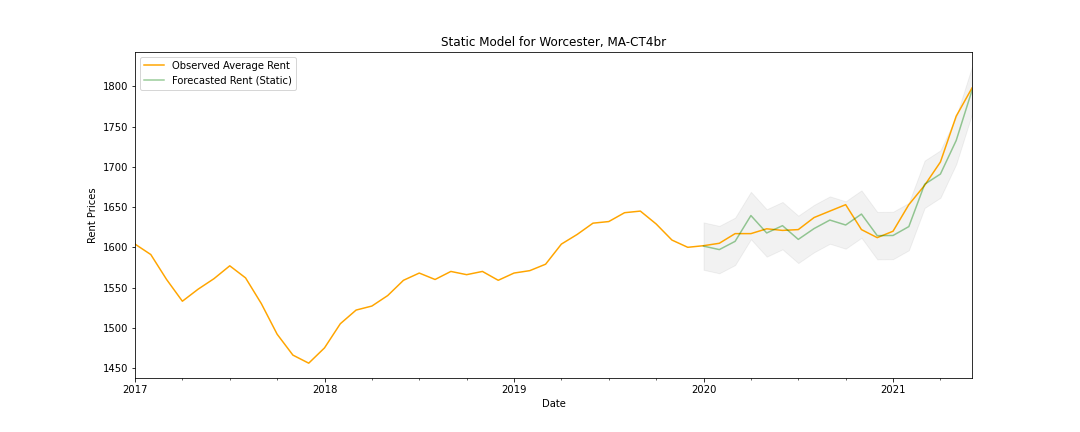 Static Model for Worcester, MA-CT4br
Observed Average Rent
Forecasted Rent (Static)
Rent Prices
1800
1750
1700
1650
1600
1550
1500
1450
2017
2018
2019
2020
2021
Date